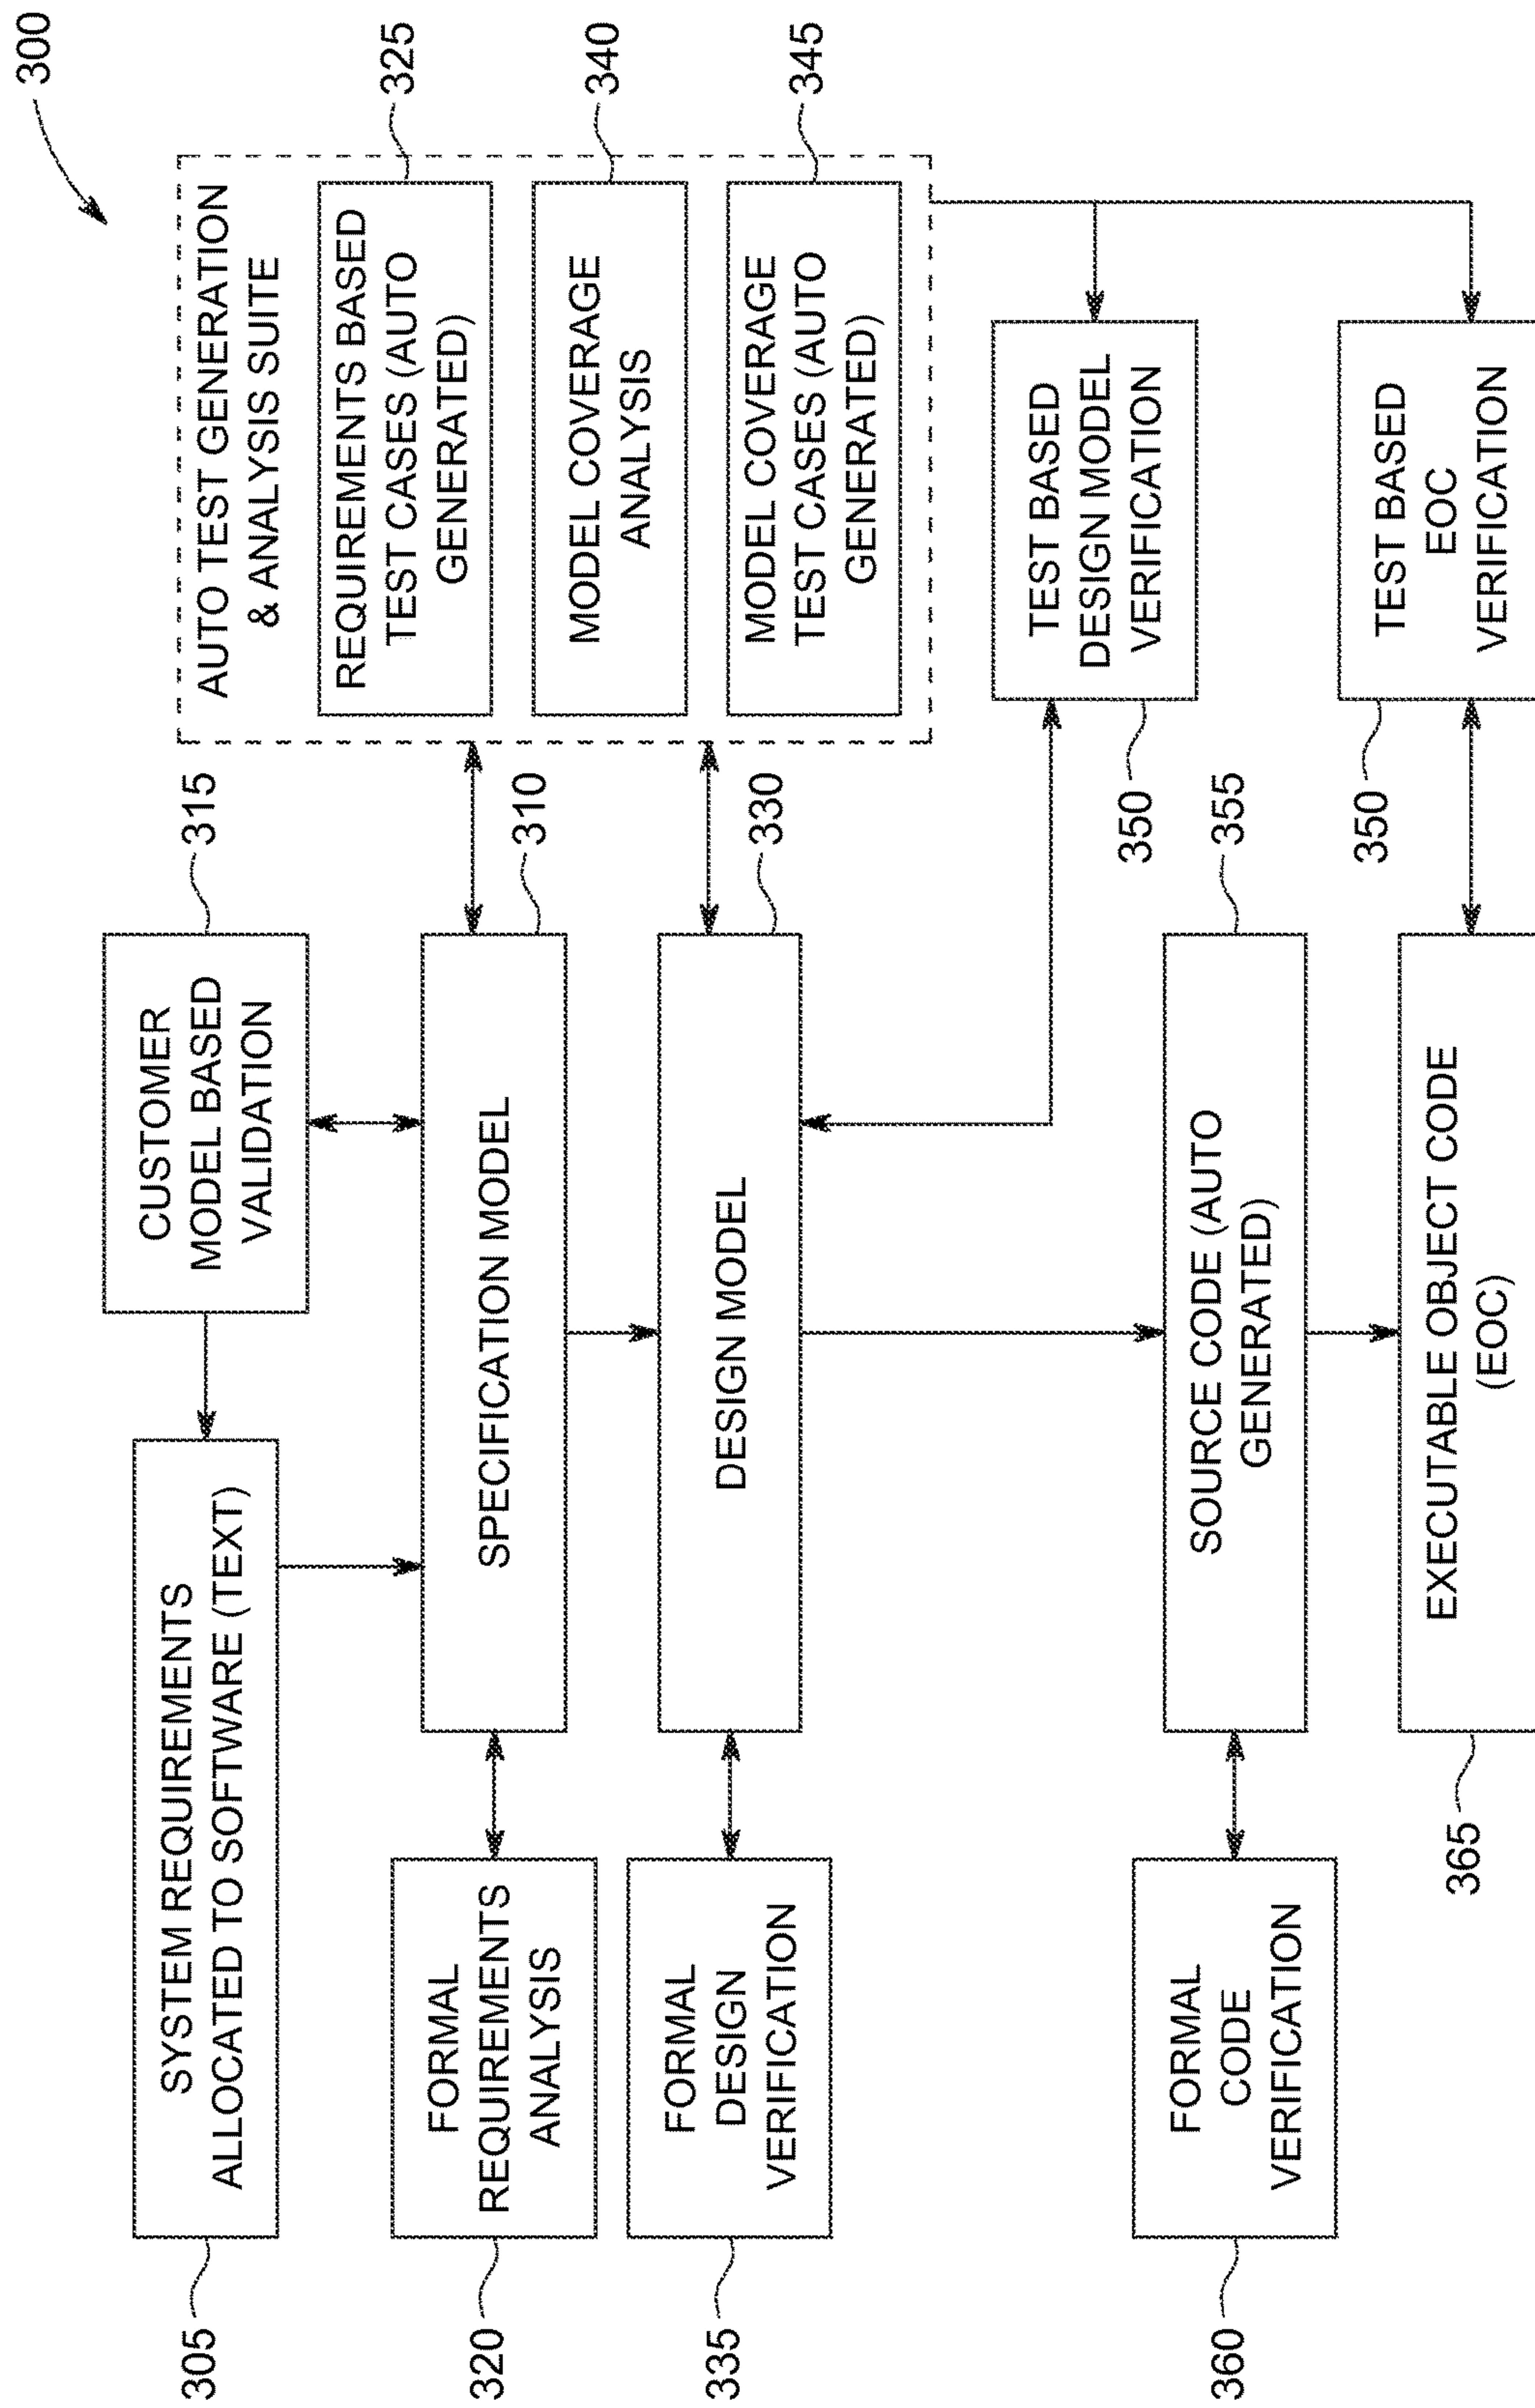 300
SYSTEM REQUIREMENTS
ALLOCATED TO SOFTWARE (TEXT)
305
CUSTOMER
MODEL BASED
VALIDATION
315
AUTO TEST GENERATION
& ANALYSIS SUITE
REQUIREMENTS BASED
TEST CASES (AUTO
GENERATED)
325
MODEL COVERAGE
ANALYSIS
340
MODEL COVERAGE
TEST CASES (AUTO
GENERATED)
345
FORMAL
REQUIREMENTS
ANALYSIS
320
SPECIFICATION MODEL
310
FORMAL
DESIGN
VERIFICATION
335
DESIGN MODEL
330
TEST BASED
DESIGN MODEL
VERIFICATION
350
FORMAL
CODE
VERIFICATION
360
SOURCE CODE (AUTO
GENERATED)
355
EXECUTABLE OBJECT CODE
(EOC)
365
TEST BASED
EOC
VERIFICATION
350